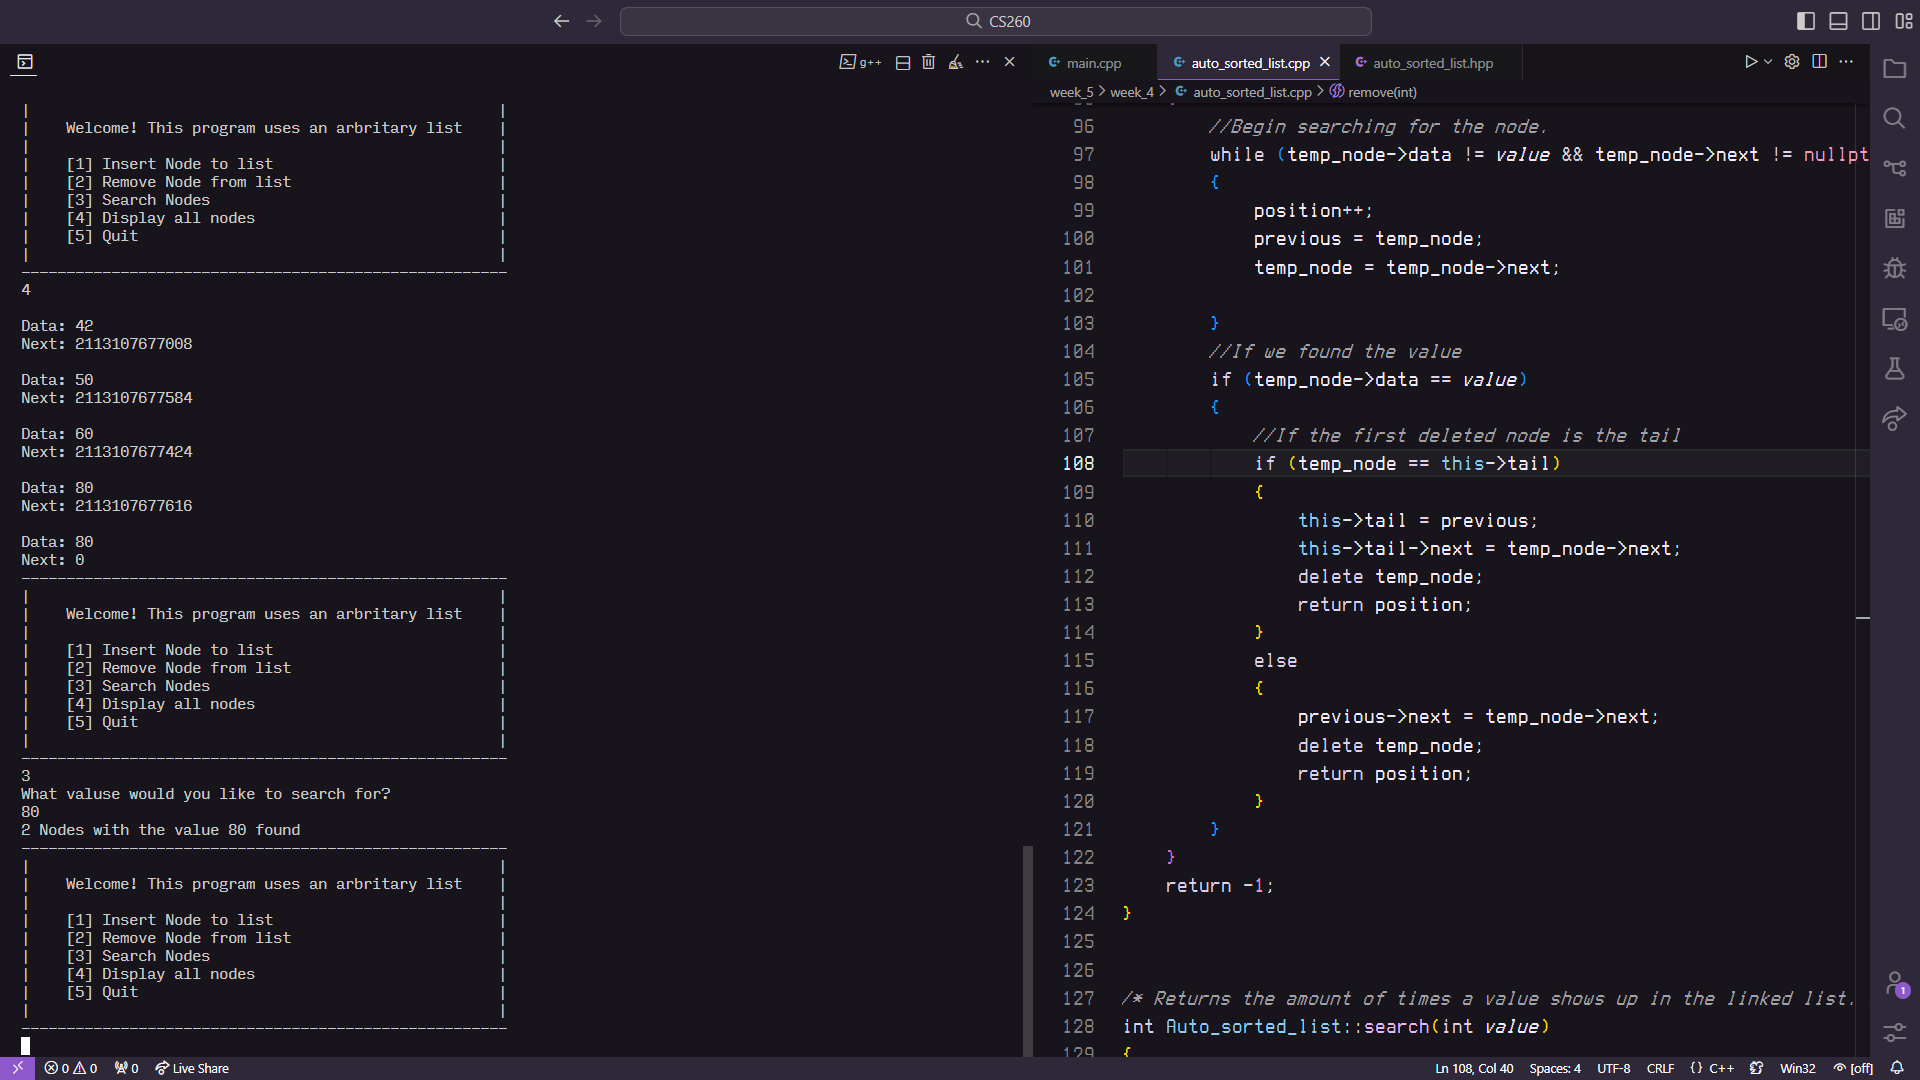 CS260
g++
main.cpp
auto_sorted_list.cpp
auto_sorted_list.hpp
week_5 > week_4 > auto_sorted_list.cpp > remove(int)
| |
| Welcome! This program uses an arbritary list |
| |
| [1] Insert Node to list |
| [2] Remove Node from list |
| [3] Search Nodes |
| [4] Display all nodes |
| [5] Quit |
| |
------------------------------------------------------
4
Data: 42
Next: 2113107677008
Data: 50
Next: 2113107677584
Data: 60
Next: 2113107677424
Data: 80
Next: 2113107677616
Data: 80
Next: 0
------------------------------------------------------
| |
| Welcome! This program uses an arbritary list |
| |
| [1] Insert Node to list |
| [2] Remove Node from list |
| [3] Search Nodes |
| [4] Display all nodes |
| [5] Quit |
| |
------------------------------------------------------
3
What valuse would you like to search for?
80
2 Nodes with the value 80 found
------------------------------------------------------
| |
| Welcome! This program uses an arbritary list |
| |
| [1] Insert Node to list |
| [2] Remove Node from list |
| [3] Search Nodes |
| [4] Display all nodes |
| [5] Quit |
| |
------------------------------------------------------
96 //Begin searching for the node.
97 while (temp_node->data != value && temp_node->next != nullpt
98 {
99 position++;
100 previous = temp_node;
101 temp_node = temp_node->next;
102
103 }
104 //If we found the value
105 if (temp_node->data == value)
106 {
107 //If the first deleted node is the tail
108 if (temp_node == this->tail)
109 {
110 this->tail = previous;
111 this->tail->next = temp_node->next;
112 delete temp_node;
113 return position;
114 }
115 else
116 {
117 previous->next = temp_node->next;
118 delete temp_node;
119 return position;
120 }
121 }
122 }
123 return -1;
124 }
125
126
127 /* Returns the amount of times a value shows up in the linked list.
128 int Auto_sorted_list::search(int value)
129 {
1
0 0 0 Live Share
Ln 108, Col 40 Spaces: 4 UTF-8 CRLF {} C++ Win32 [off]